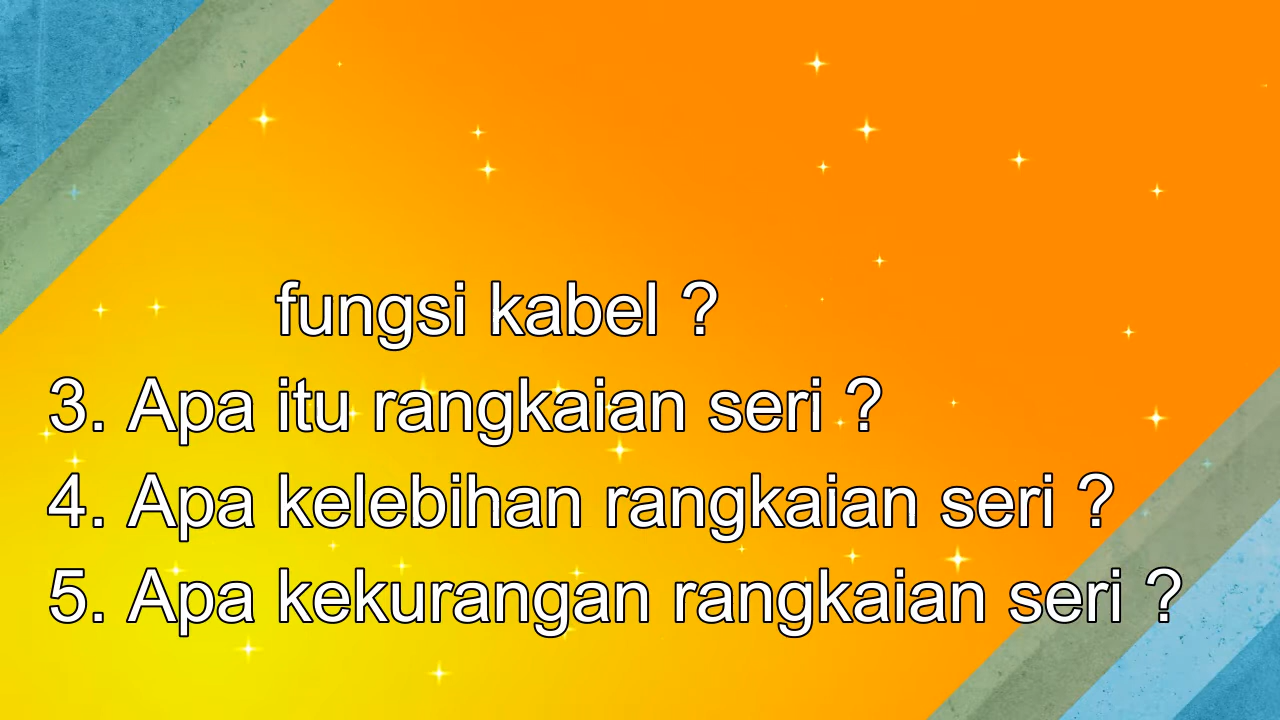 fungsi kabel ?
3. Apa itu rangkaian seri ?
4. Apa kelebihan rangkaian seri ?
5. Apa kekurangan rangkaian seri ?